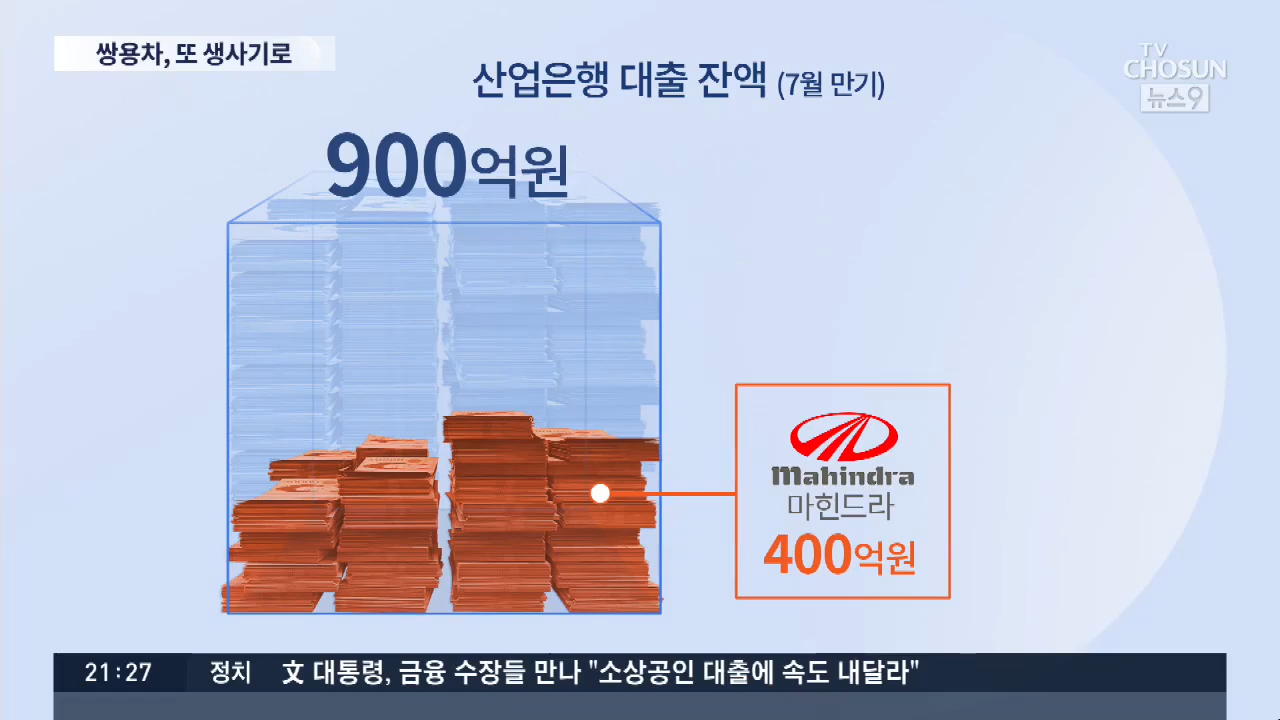 쌍용차, 또 생사기로
TV
CHOSUN
뉴스9
산업은행 대출 잔액 (7월 만기)
900억원
Mahindra
마힌드라
400억원
21:27 정치 文 대통령, 금융 수장들 만나 "소상공인 대출에 속도 내달라"